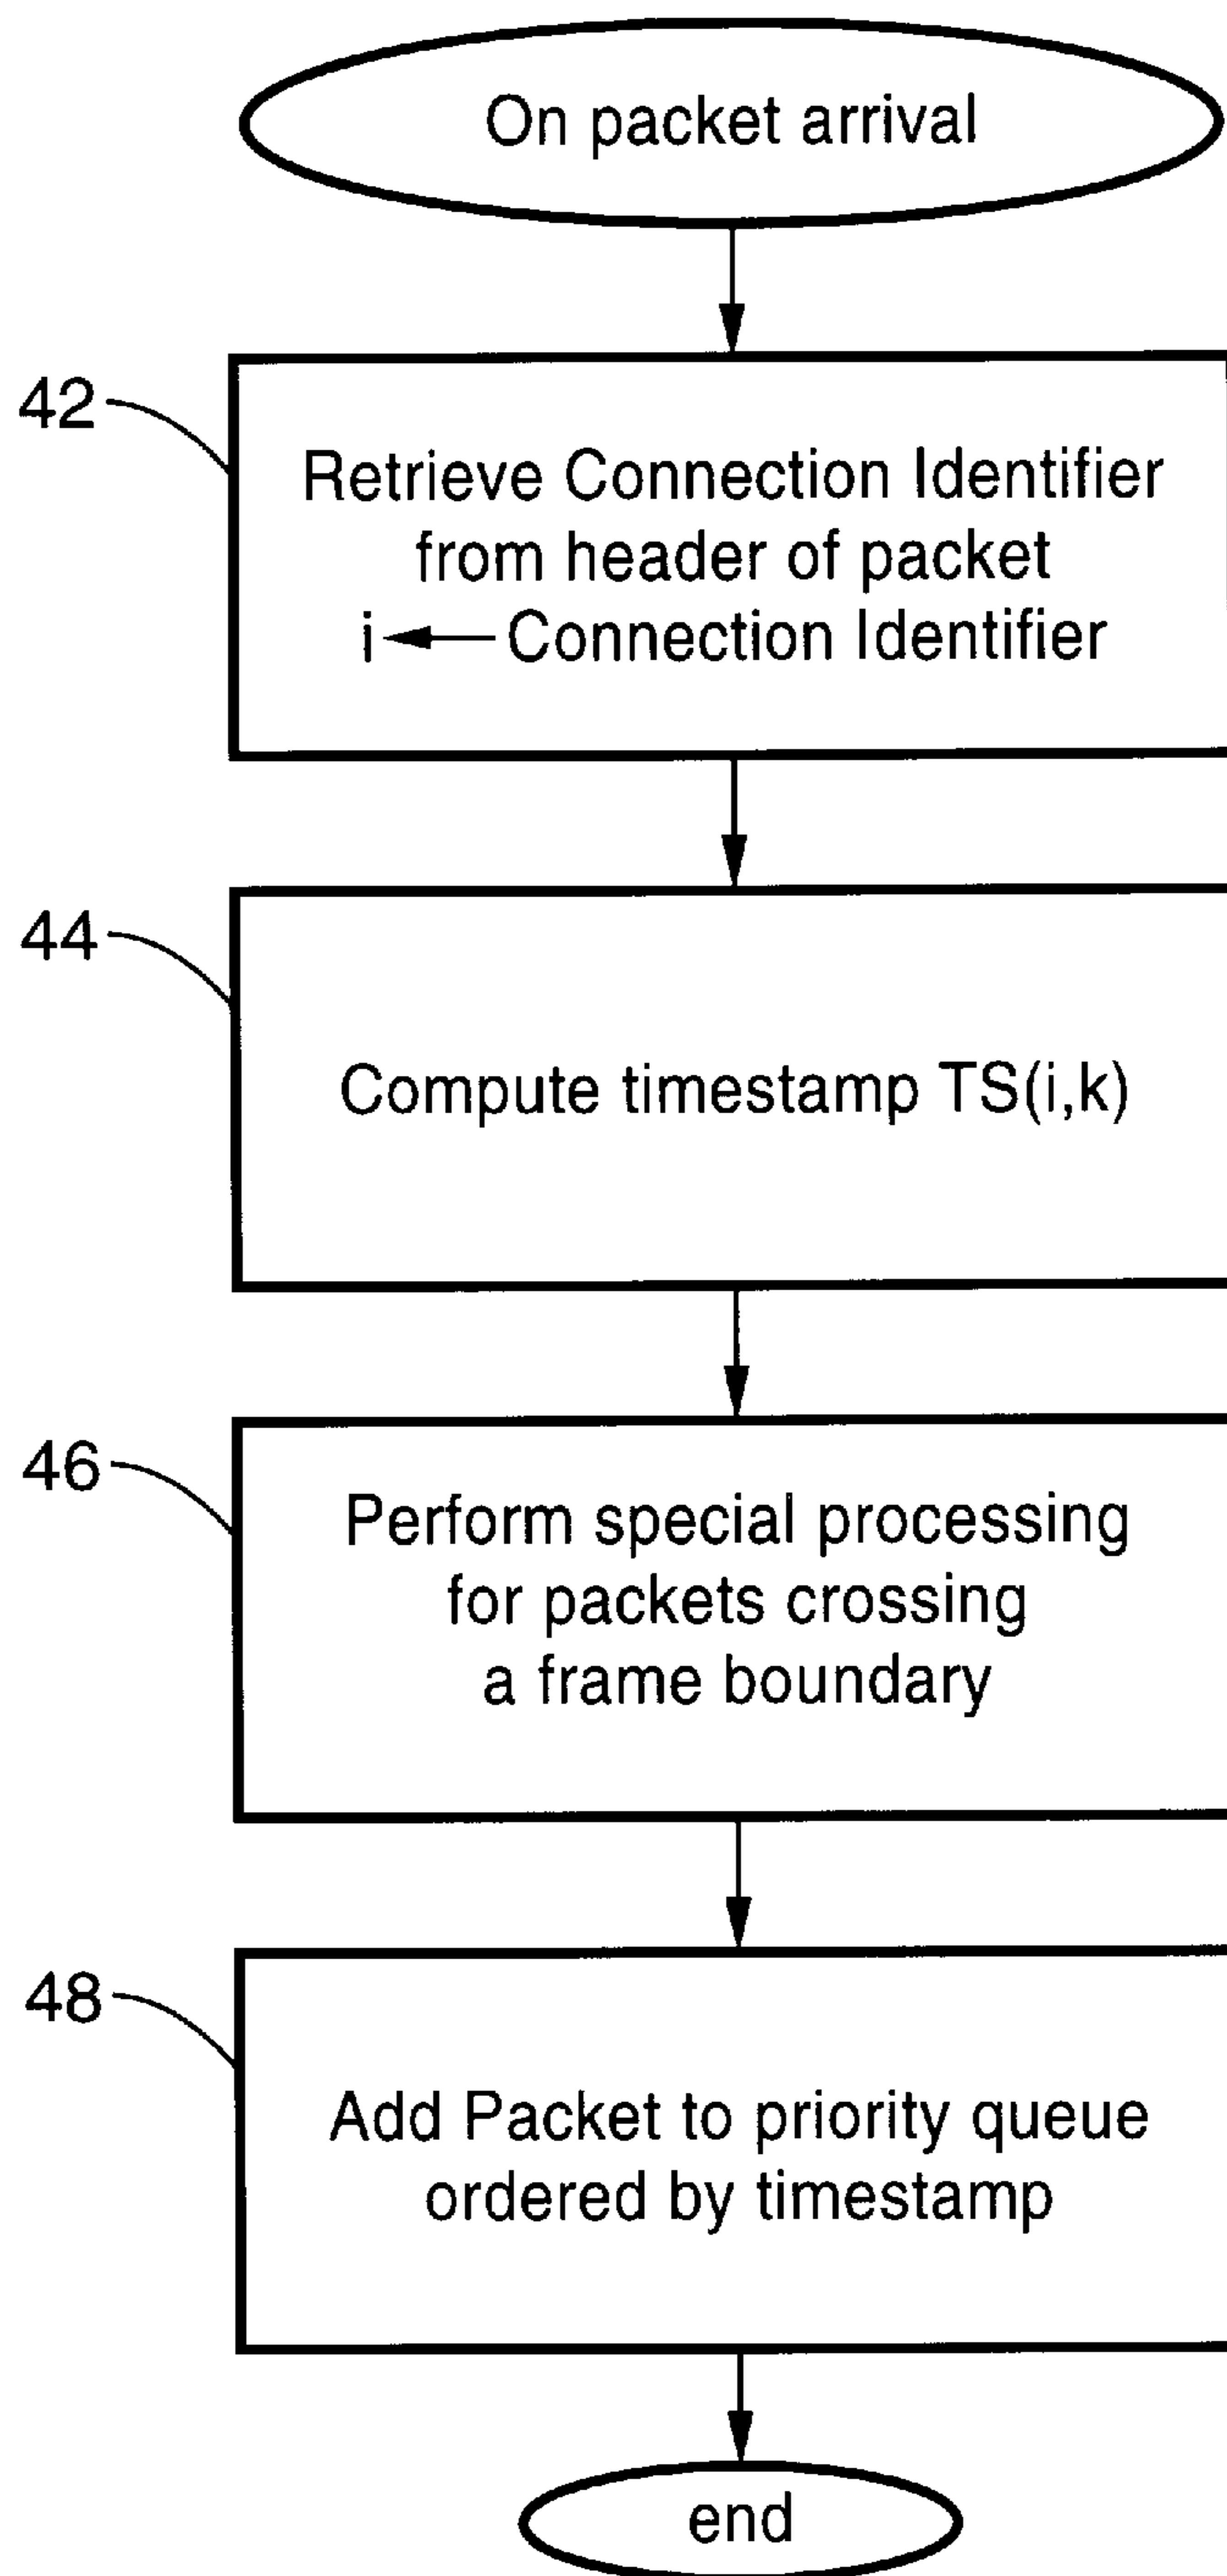 On packet arrival
42
Retrieve Connection Identifier
from header of packet
i ← Connection Identifier
44
Compute timestamp TS(i,k)
46
Perform special processing
for packets crossing
a frame boundary
48
Add Packet to priority queue
ordered by timestamp
end